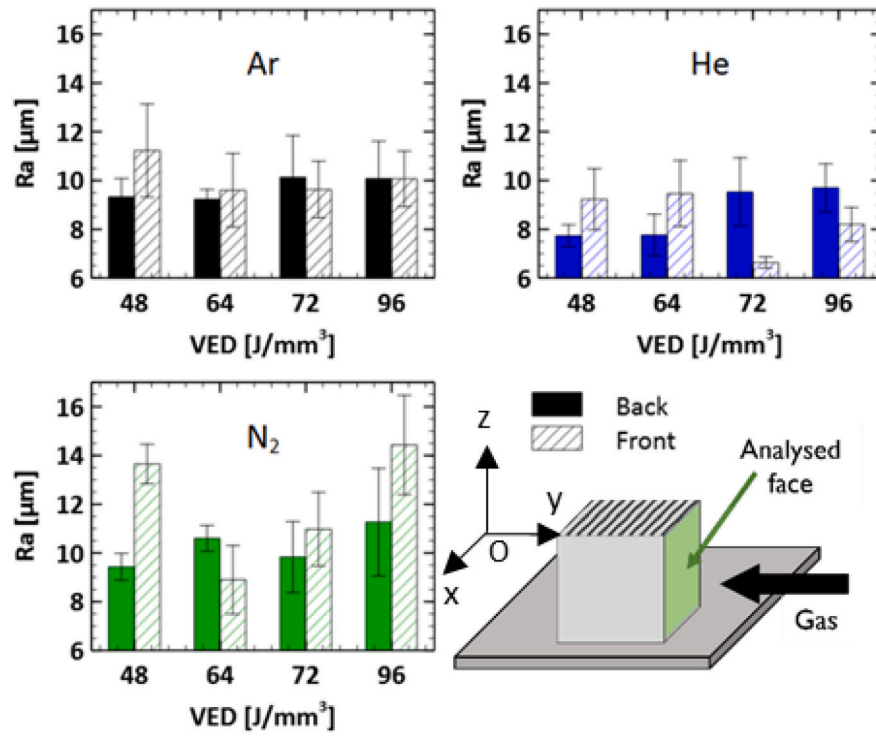 Ar
Ra [µm]
16
14
12
10
8
6
48 64 72 96
VED [J/mm³]
He
Ra [µm]
16
14
12
10
8
6
48 64 72 96
VED [J/mm³]
N₂
Ra [µm]
16
14
12
10
8
6
48 64 72 96
VED [J/mm³]
Back
Front
z
y
O
x
Analysed
face
Gas